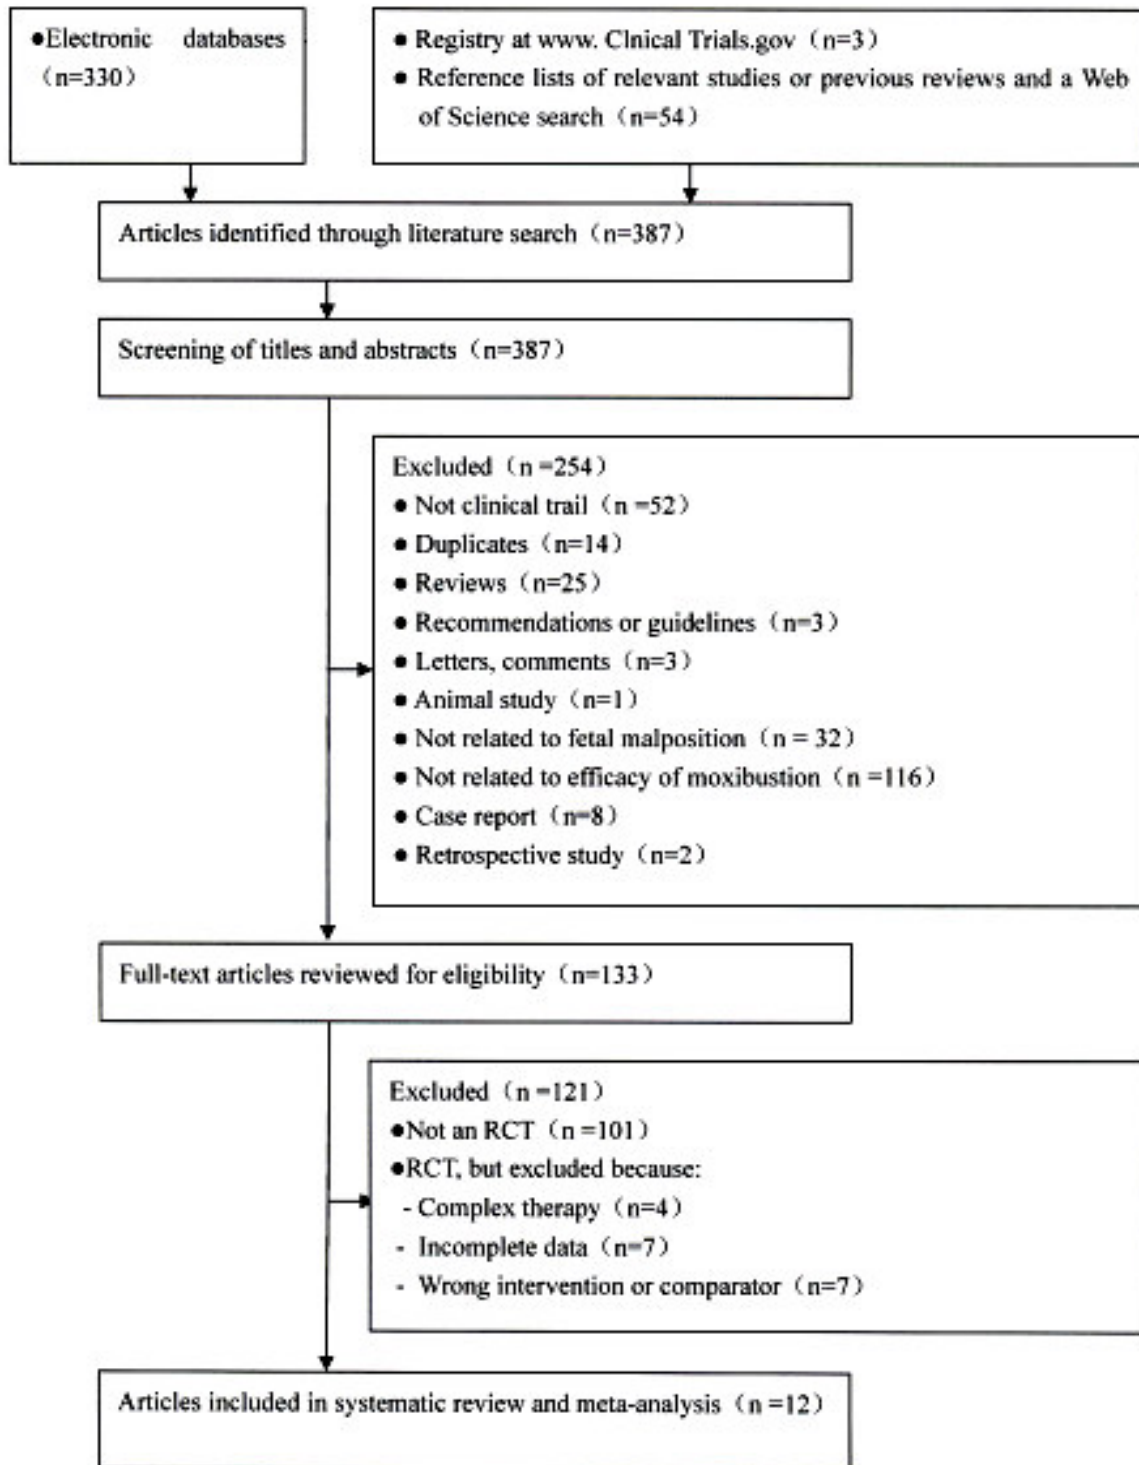 ●Electronic databases
（n=330）
● Registry at www. Clnical Trials.gov（n=3）
● Reference lists of relevant studies or previous reviews and a Web
of Science search（n=54）
Articles identified through literature search（n=387）
Screening of titles and abstracts（n=387）
Excluded（n =254）
● Not clinical trail（n =52）
● Duplicates（n=14）
● Reviews（n=25）
● Recommendations or guidelines（n=3）
● Letters, comments（n=3）
● Animal study（n=1）
● Not related to fetal malposition（n = 32）
● Not related to efficacy of moxibustion（n =116）
● Case report（n=8）
● Retrospective study（n=2）
Full-text articles reviewed for eligibility（n=133）
Excluded（n =121）
●Not an RCT（n =101）
●RCT, but excluded because:
- Complex therapy（n=4）
- Incomplete data（n=7）
- Wrong intervention or comparator（n=7）
Articles included in systematic review and meta-analysis（n =12）